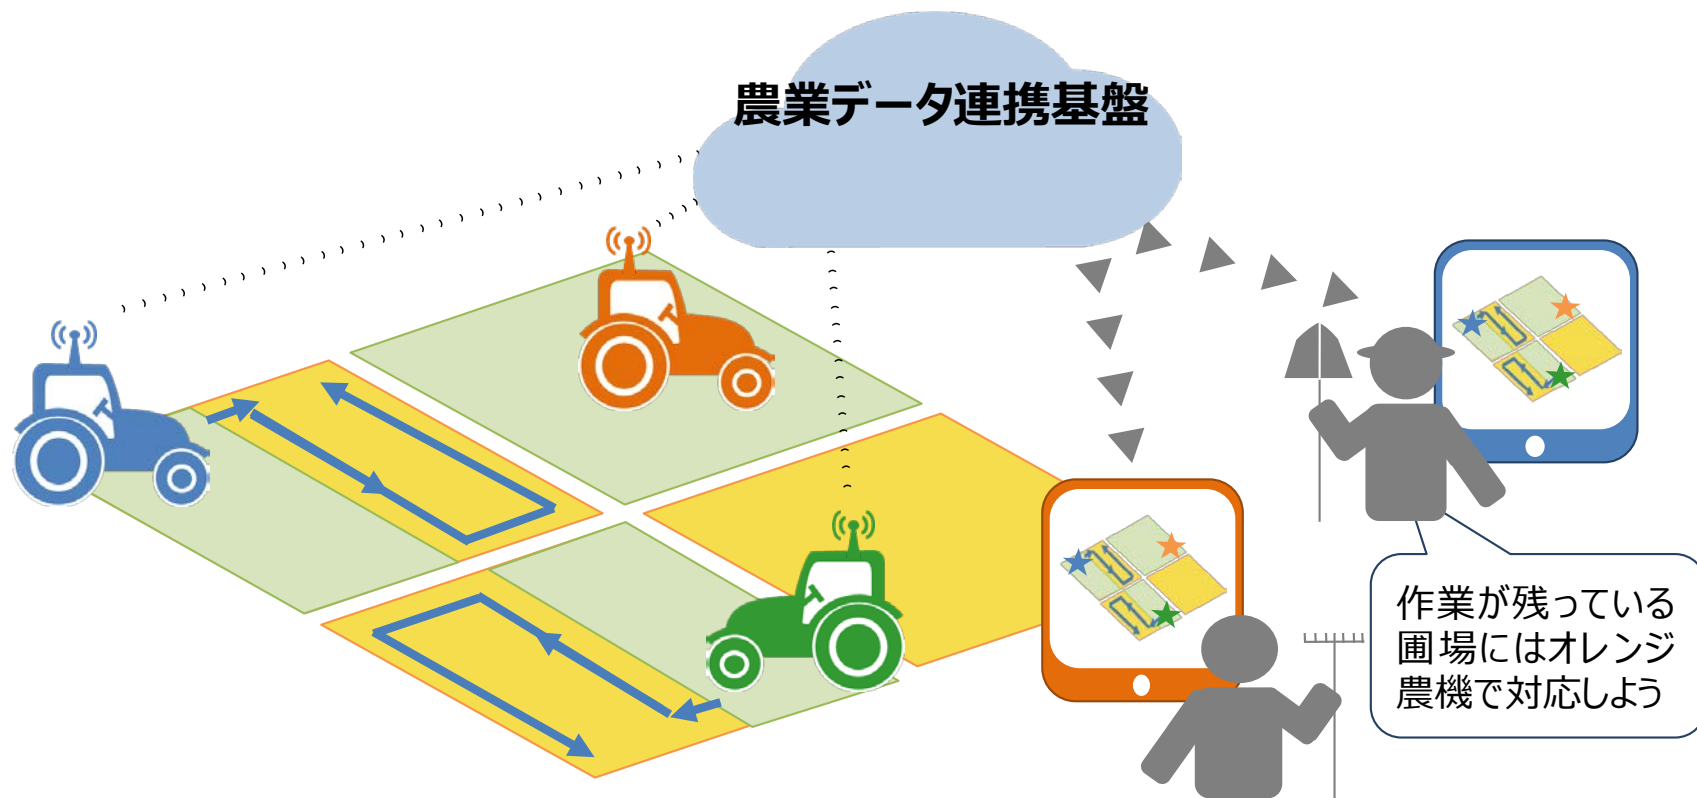 農業データ連携基盤
作業が残っている
圃場にはオレンジ
農機で対応しよう